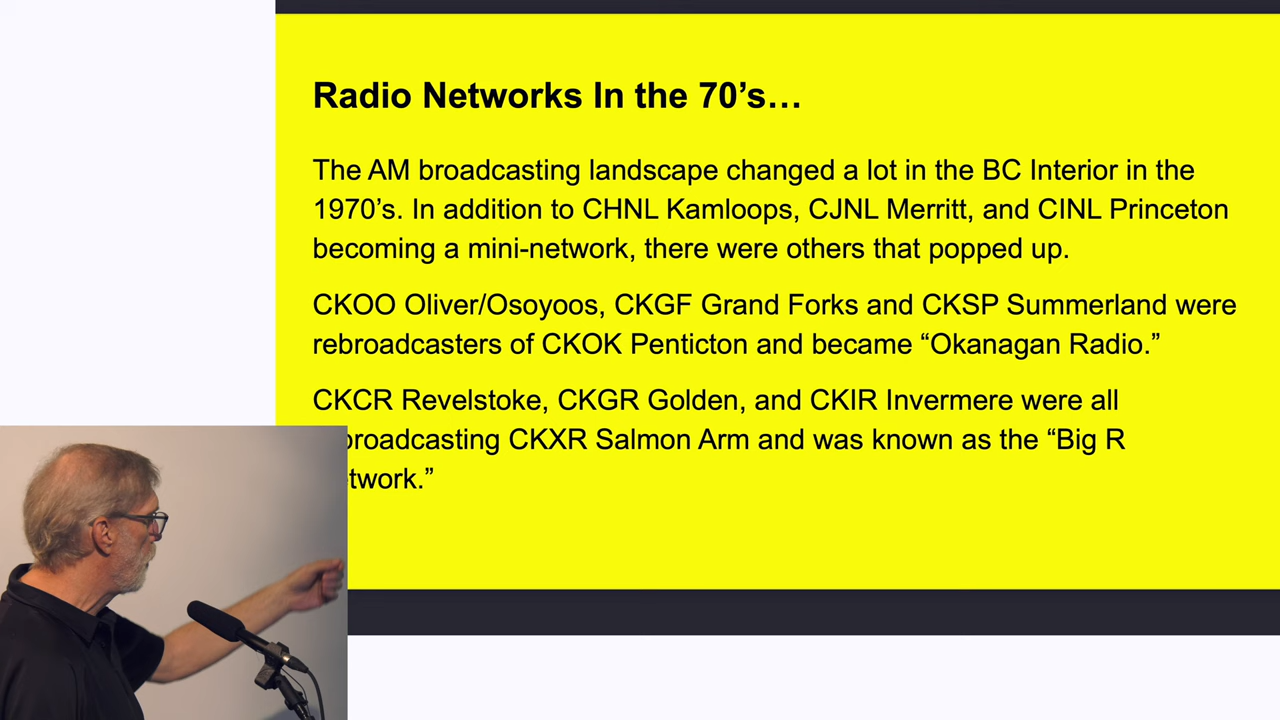 Radio Networks In the 70’s…
The AM broadcasting landscape changed a lot in the BC Interior in the
1970’s. In addition to CHNL Kamloops, CJNL Merritt, and CINL Princeton
becoming a mini-network, there were others that popped up.
CKOO Oliver/Osoyoos, CKGF Grand Forks and CKSP Summerland were
rebroadcasters of CKOK Penticton and became “Okanagan Radio.”
CKCR Revelstoke, CKGR Golden, and CKIR Invermere were all
broadcasting CKXR Salmon Arm and was known as the “Big R
etwork.”